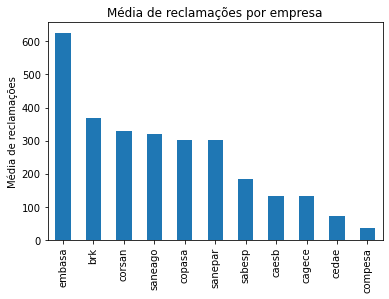 Média de reclamações por empresa
Média de reclamações
600
500
400
300
200
100
0
embasa
brk
corsan
saneago
copasa
sanepar
sabesp
caesb
cagece
cedae
compesa